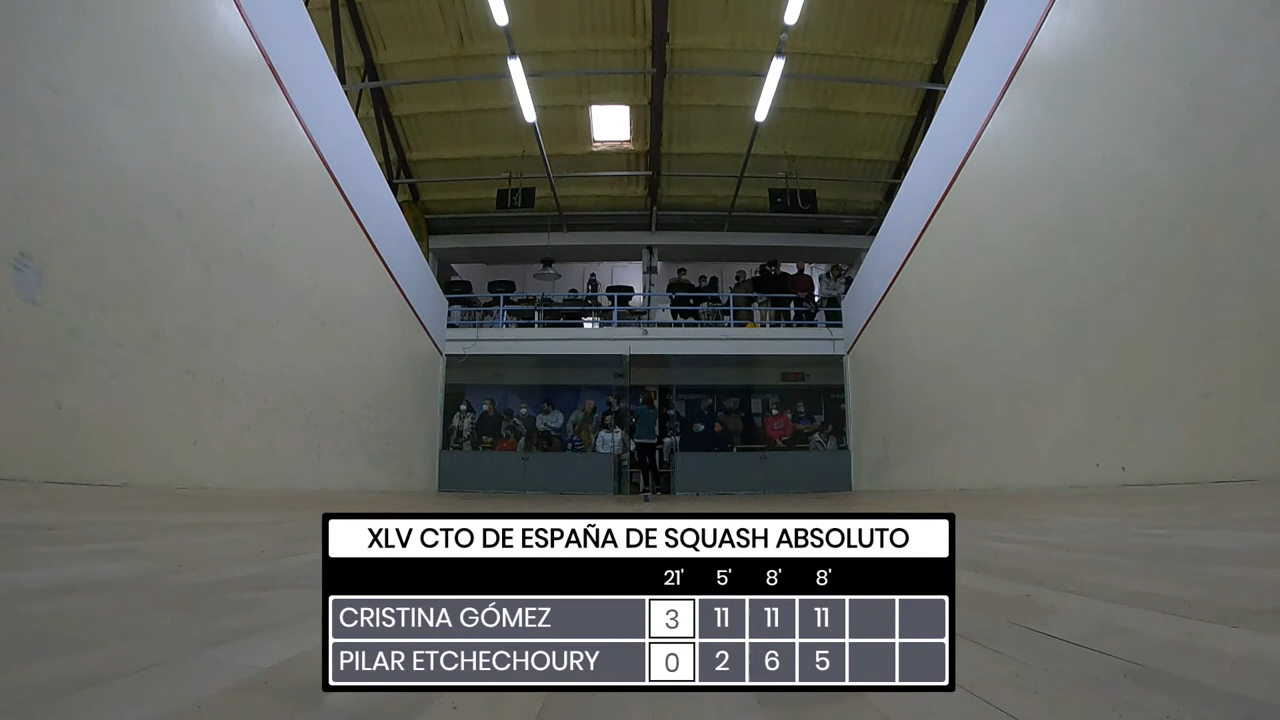 XLV CTO DE ESPAÑA DE SQUASH ABSOLUTO
21' 5' 8' 8'
CRISTINA GÓMEZ 3 11 11 11
PILAR ETCHECHOURY 0 2 6 5